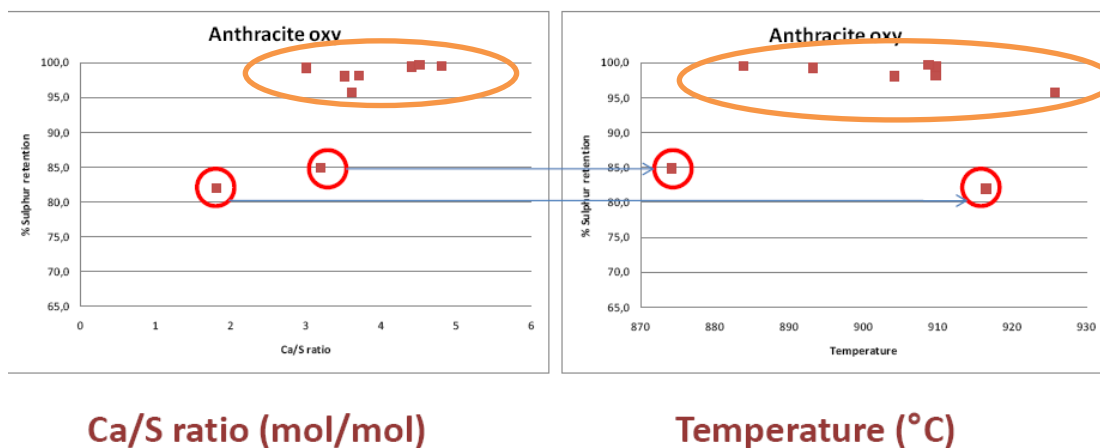 Anthracite oxy
100,0
95,0
90,0
85,0
80,0
75,0
70,0
65,0
% Sulphur retention
0 1 2 3 4 5 6
Ca/S ratio
Anthracite oxy
100,0
95,0
90,0
85,0
80,0
75,0
70,0
65,0
% Sulphur retention
870 880 890 900 910 920 930
Temperature
Ca/S ratio (mol/mol)
Temperature (°C)